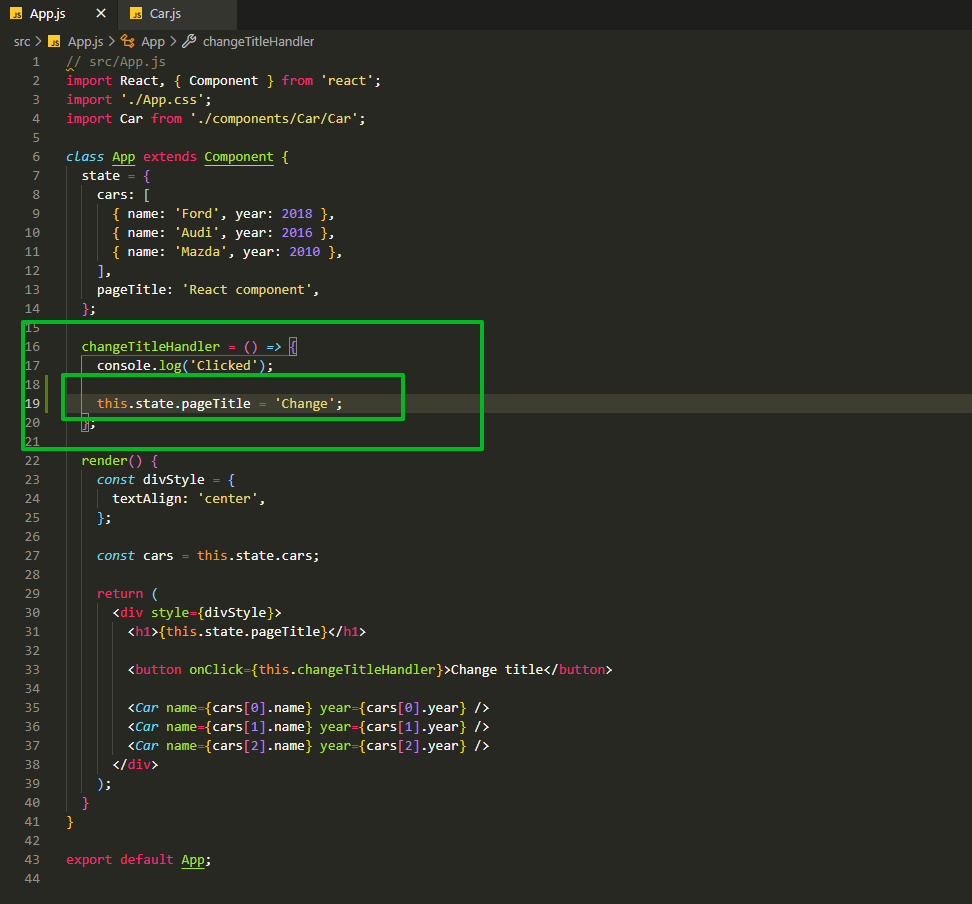 JS App.js ×
JS Car.js
src > JS App.js > App > changeTitleHandler
1 // src/App.js
2 import React, { Component } from 'react';
3 import './App.css';
4 import Car from './components/Car/Car';
5
6 class App extends Component {
7   state = {
8     cars: [
9       { name: 'Ford', year: 2018 },
10       { name: 'Audi', year: 2016 },
11       { name: 'Mazda', year: 2010 },
12     ],
13     pageTitle: 'React component',
14   };
15
16   changeTitleHandler = () => {
17     console.log('Clicked');
18
19     this.state.pageTitle = 'Change';
20   };
21
22   render() {
23     const divStyle = {
24       textAlign: 'center',
25     };
26
27     const cars = this.state.cars;
28
29     return (
30       <div style={divStyle}>
31         <h1>{this.state.pageTitle}</h1>
32
33         <button onClick={this.changeTitleHandler}>Change title</button>
34
35         <Car name={cars[0].name} year={cars[0].year} />
36         <Car name={cars[1].name} year={cars[1].year} />
37         <Car name={cars[2].name} year={cars[2].year} />
38       </div>
39     );
40   }
41 }
42
43 export default App;
44